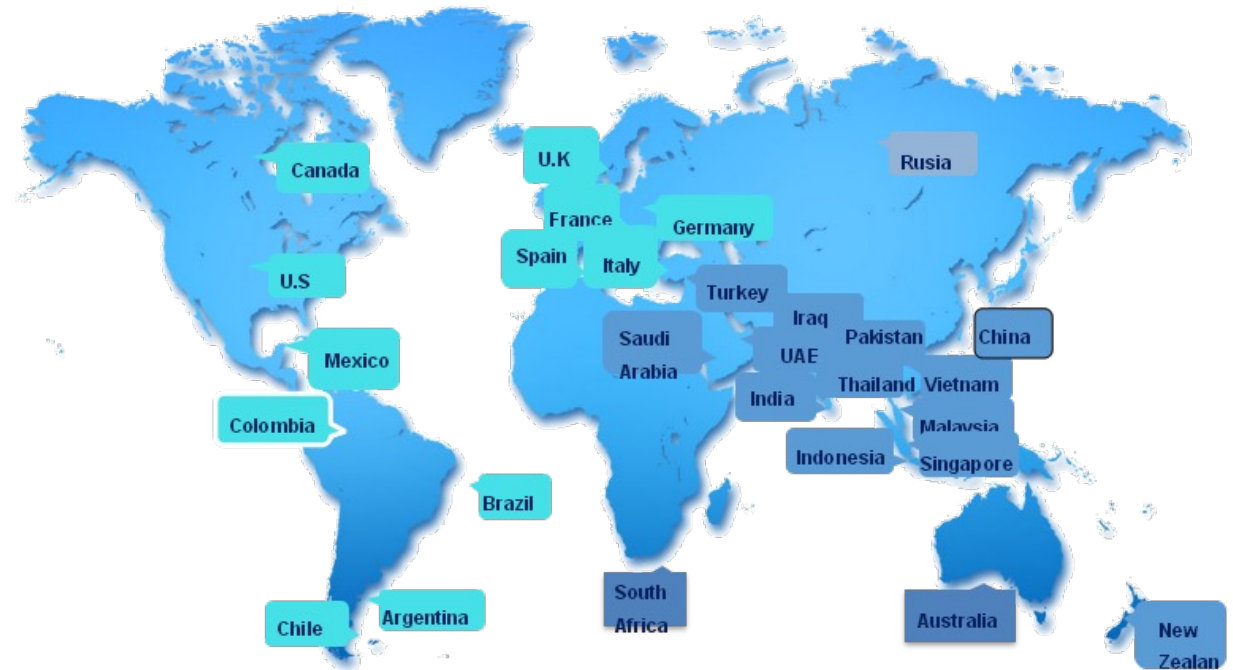 Canada
U.K
Rusia
France
Germany
Spain
Italy
U.S
Turkey
Iraq
Saudi
Arabia
Pakistan
China
UAE
Mexico
Thailand
Vietnam
India
Colombia
Malaysia
Indonesia
Singapore
Brazil
South
Africa
Argentina
Chile
Australia
New
Zealan